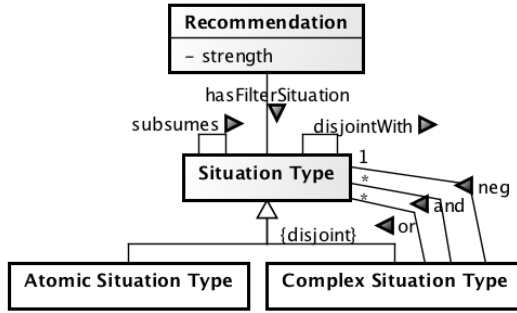 Recommendation
- strength
hasFilterSituation
subsumes
disjointWith
Situation Type
1
*
*
neg
and
or
{disjoint}
Atomic Situation Type
Complex Situation Type